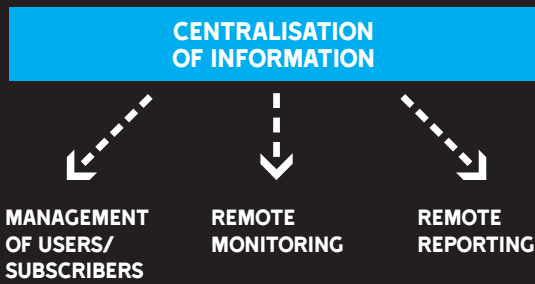 CENTRALISATION
OF INFORMATION
MANAGEMENT
OF USERS/
SUBSCRIBERS
REMOTE
MONITORING
REMOTE
REPORTING